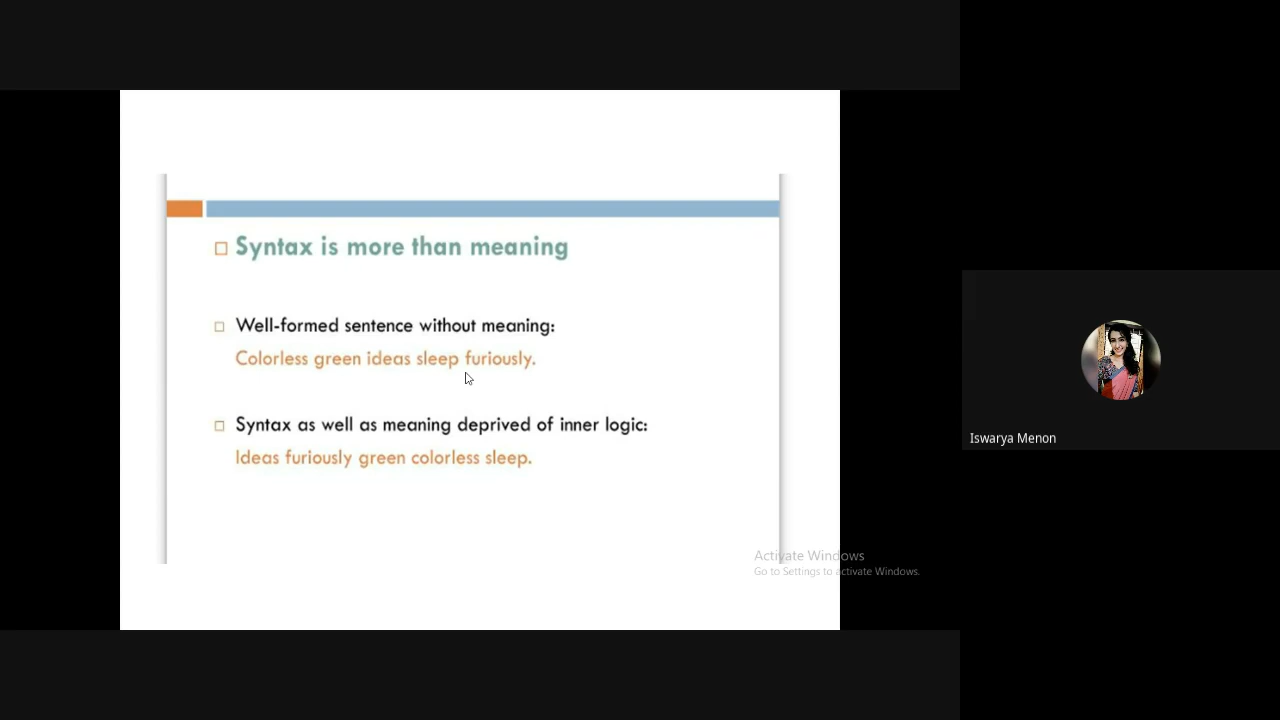 Syntax is more than meaning
Well-formed sentence without meaning:
Colorless green ideas sleep furiously.
Syntax as well as meaning deprived of inner logic:
Ideas furiously green colorless sleep.
Iswarya Menon
Activate Windows
Go to Settings to activate Windows.